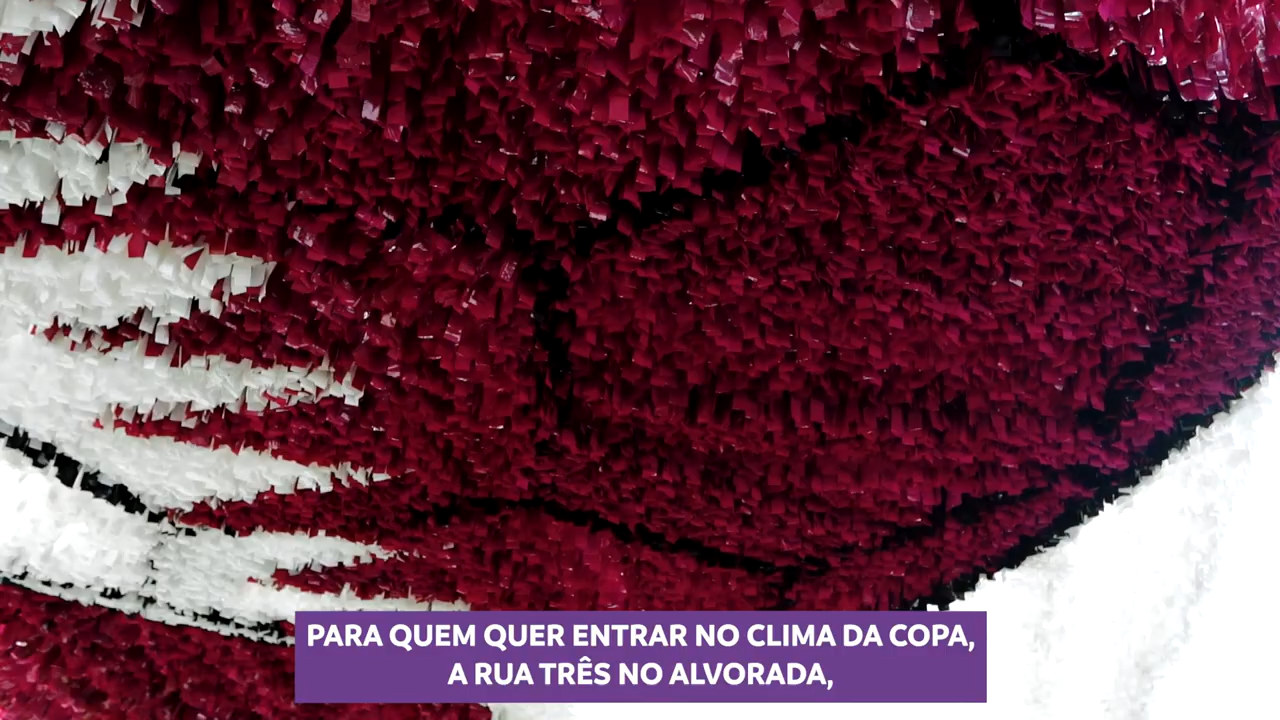 PARA QUEM QUER ENTRAR NO CLIMA DA COPA,
A RUA TRÊS NO ALVORADA,